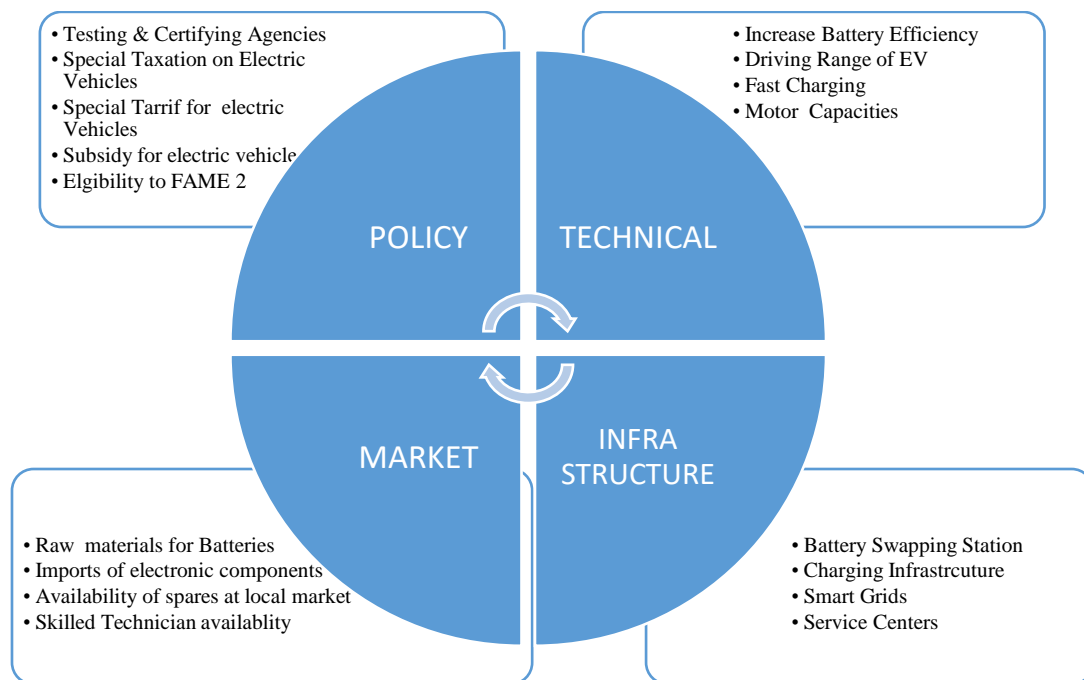 • Testing & Certifying Agencies
• Special Taxation on Electric
Vehicles
• Special Tarrif for electric
Vehicles
• Subsidy for electric vehicle
• Elgibility to FAME 2
• Increase Battery Efficiency
• Driving Range of EV
• Fast Charging
• Motor Capacities
POLICY
TECHNICAL
MARKET
INFRA
STRUCTURE
• Raw materials for Batteries
• Imports of electronic components
• Availability of spares at local market
• Skilled Technician availablity
• Battery Swapping Station
• Charging Infrastrcuture
• Smart Grids
• Service Centers